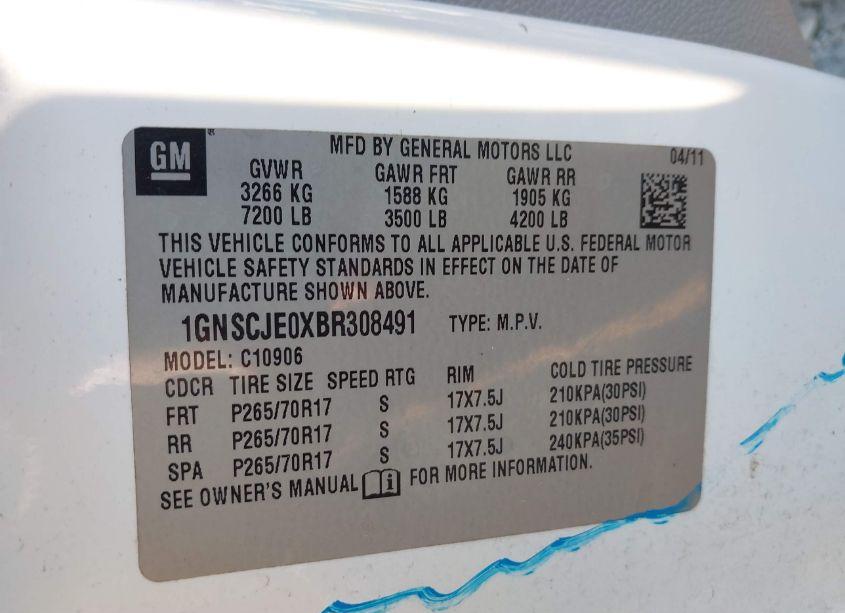 GM
MFD BY GENERAL MOTORS LLC 04/11
GVWR GAWR FRT GAWR RR
3266 KG 1588 KG 1905 KG
7200 LB 3500 LB 4200 LB
THIS VEHICLE CONFORMS TO ALL APPLICABLE U.S. FEDERAL MOTOR
VEHICLE SAFETY STANDARDS IN EFFECT ON THE DATE OF
MANUFACTURE SHOWN ABOVE.
1GNSCJE0XBR308491 TYPE: M.P.V.
MODEL: C10906
CDCR TIRE SIZE SPEED RTG RIM COLD TIRE PRESSURE
FRT P265/70R17 S 17X7.5J 210KPA(30PSI)
RR P265/70R17 S 17X7.5J 210KPA(30PSI)
SPA P265/70R17 S 17X7.5J 240KPA(35PSI)
SEE OWNER'S MANUAL FOR MORE INFORMATION.